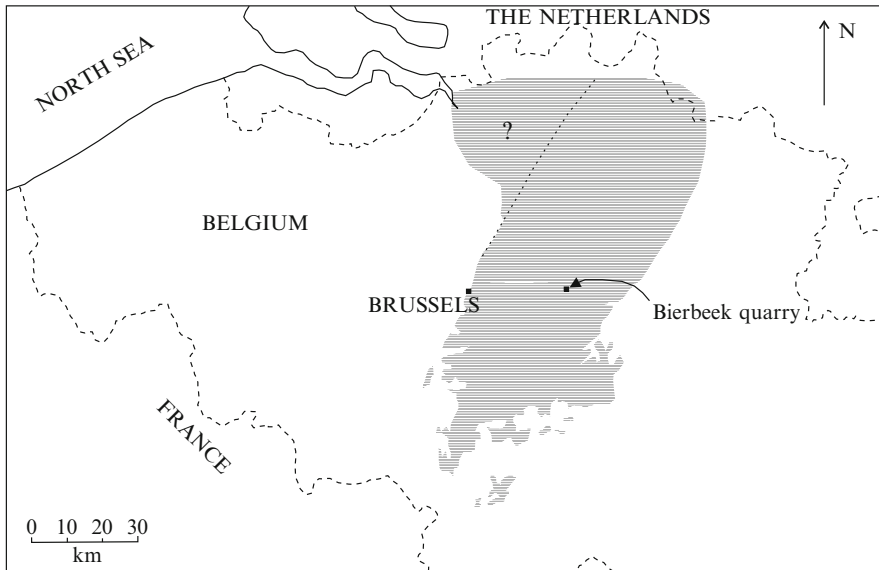 THE NETHERLANDS
N
NORTH SEA
?
BELGIUM
BRUSSELS
Bierbeek quarry
FRANCE
0 10 20 30
km